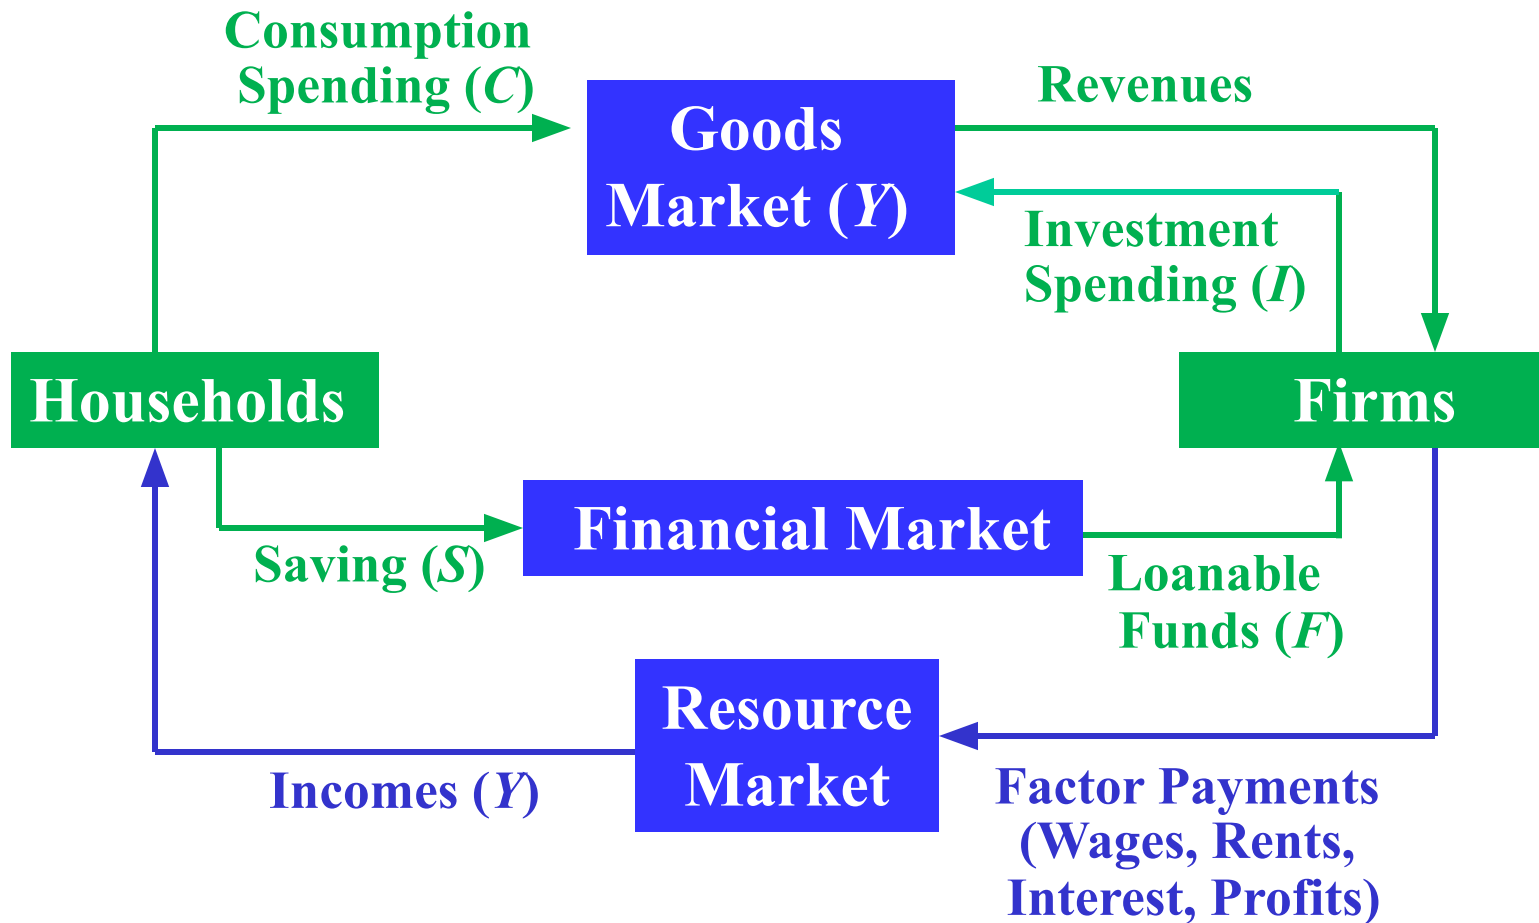 Consumption
Spending (C)
Goods
Market (Y)
Revenues
Investment
Spending (I)
Households
Firms
Financial Market
Saving (S)
Loanable
Funds (F)
Resource
Market
Incomes (Y)
Factor Payments
(Wages, Rents,
Interest, Profits)